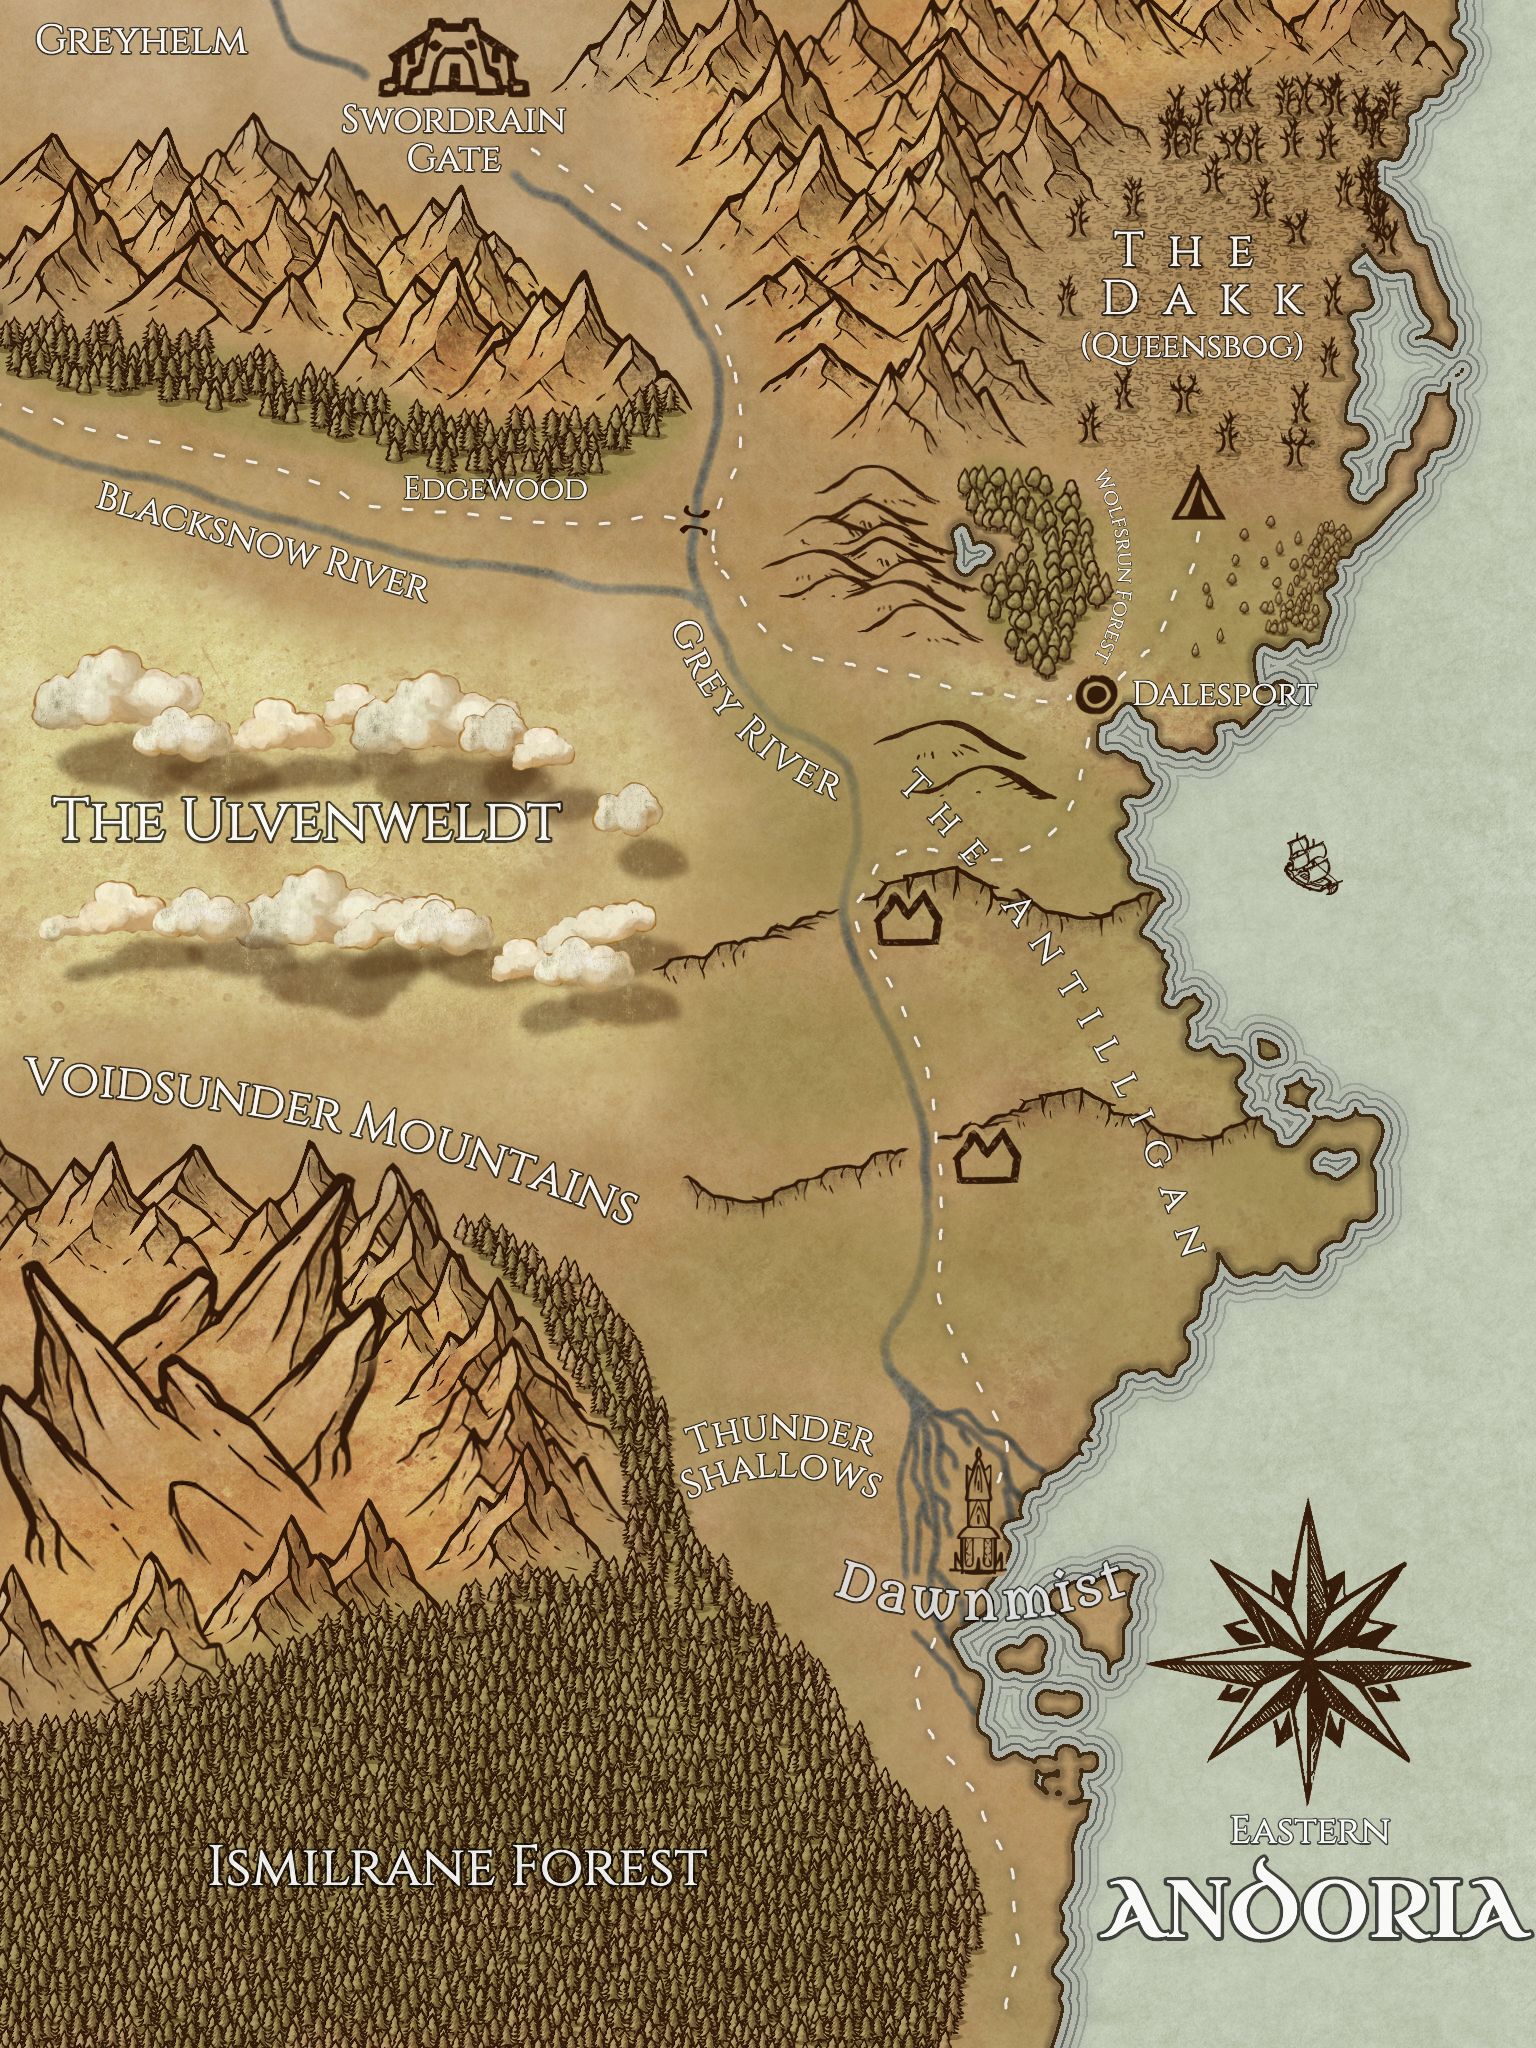 GREYHELM
SWORDRAIN
GATE
THE
DAKK
(QUEENSBOG)
EDGEWOOD
BLACKSNOW RIVER
WOLFSRUN FOREST
GREY RIVER
DALESPORT
THE ULVENWELDT
THE ANTILLIGAN
VOIDSUNDER MOUNTAINS
THUNDER
SHALLOWS
Dawnmist
ISMILRANE FOREST
EASTERN
ANDORIA